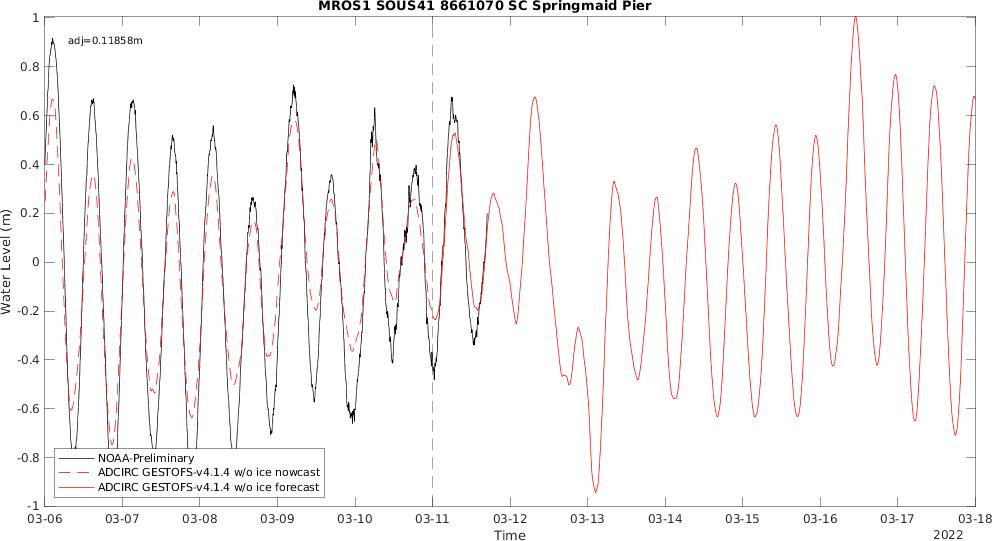 MROS1 SOUS41 8661070 SC Springmaid Pier
adj=0.11858m
1
0.8
0.6
0.4
0.2
0
-0.2
-0.4
-0.6
-0.8
-1
Water Level (m)
NOAA-Preliminary
ADCIRC GESTOFS-v4.1.4 w/o ice nowcast
ADCIRC GESTOFS-v4.1.4 w/o ice forecast
03-06 03-07 03-08 03-09 03-10 03-11 03-12 03-13 03-14 03-15 03-16 03-17 03-18
Time
2022